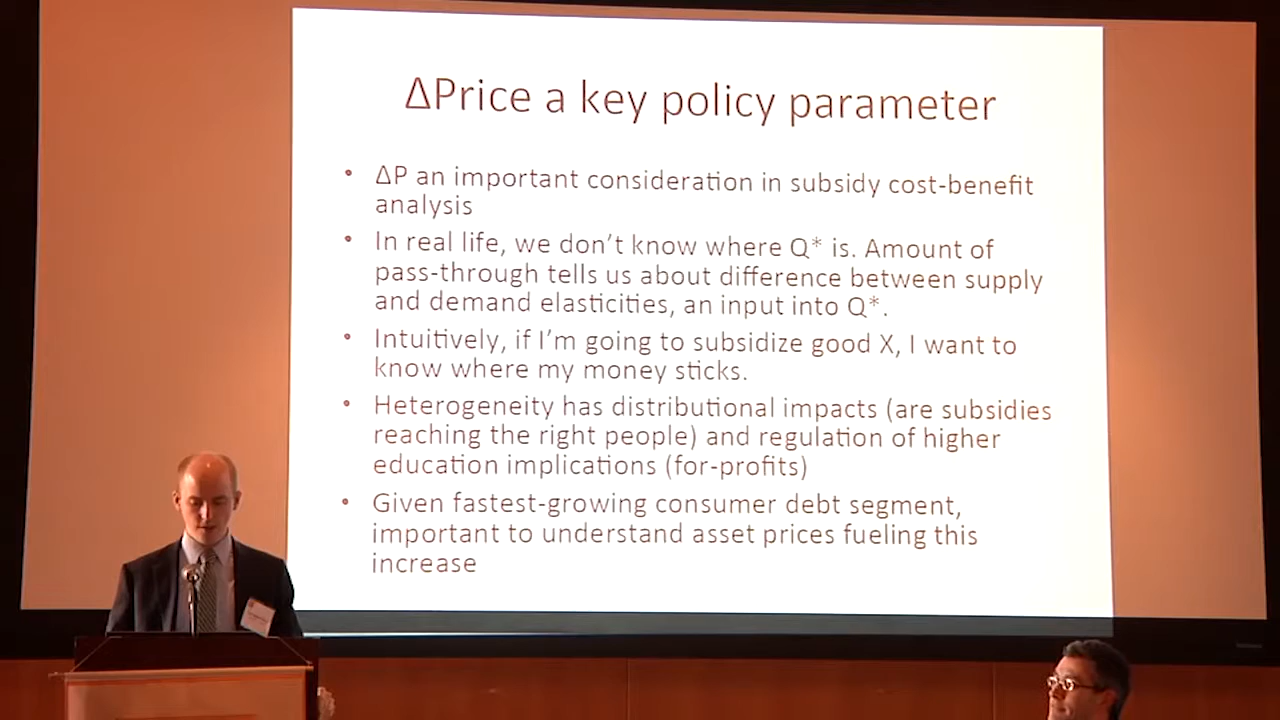 ΔPrice a key policy parameter
• ΔP an important consideration in subsidy cost-benefit
analysis
• In real life, we don't know where Q* is. Amount of
pass-through tells us about difference between supply
and demand elasticities, an input into Q*.
• Intuitively, if I'm going to subsidize good X, I want to
know where my money sticks.
• Heterogeneity has distributional impacts (are subsidies
reaching the right people) and regulation of higher
education implications (for-profits)
• Given fastest-growing consumer debt segment,
important to understand asset prices fueling this
increase